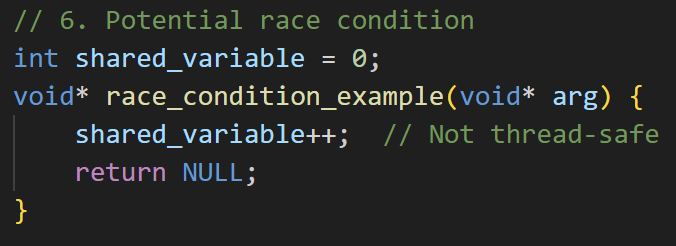 // 6. Potential race condition
int shared_variable = 0;
void* race_condition_example(void* arg) {
    shared_variable++;  // Not thread-safe
    return NULL;
}